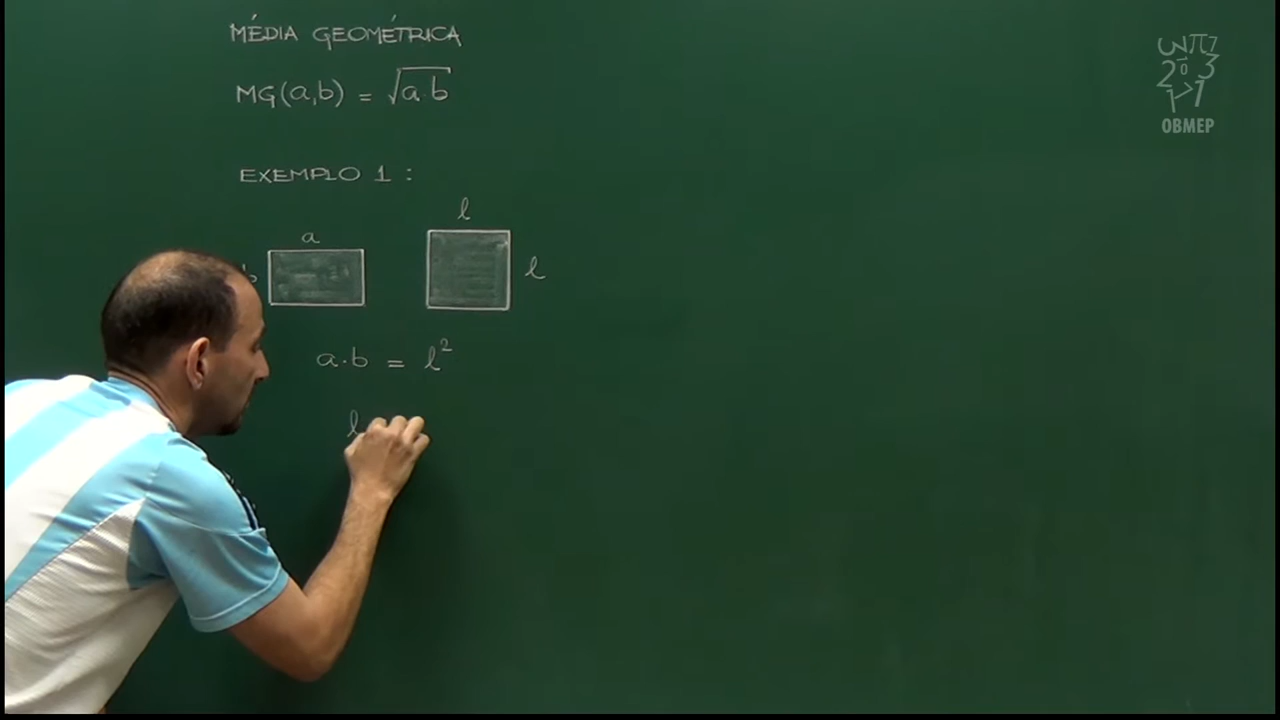 MÉDIA GEOMÉTRICA
MG(a,b) = √a.b
EXEMPLO 1 :
a
b
l
l
a.b = l²
l
OBMEP